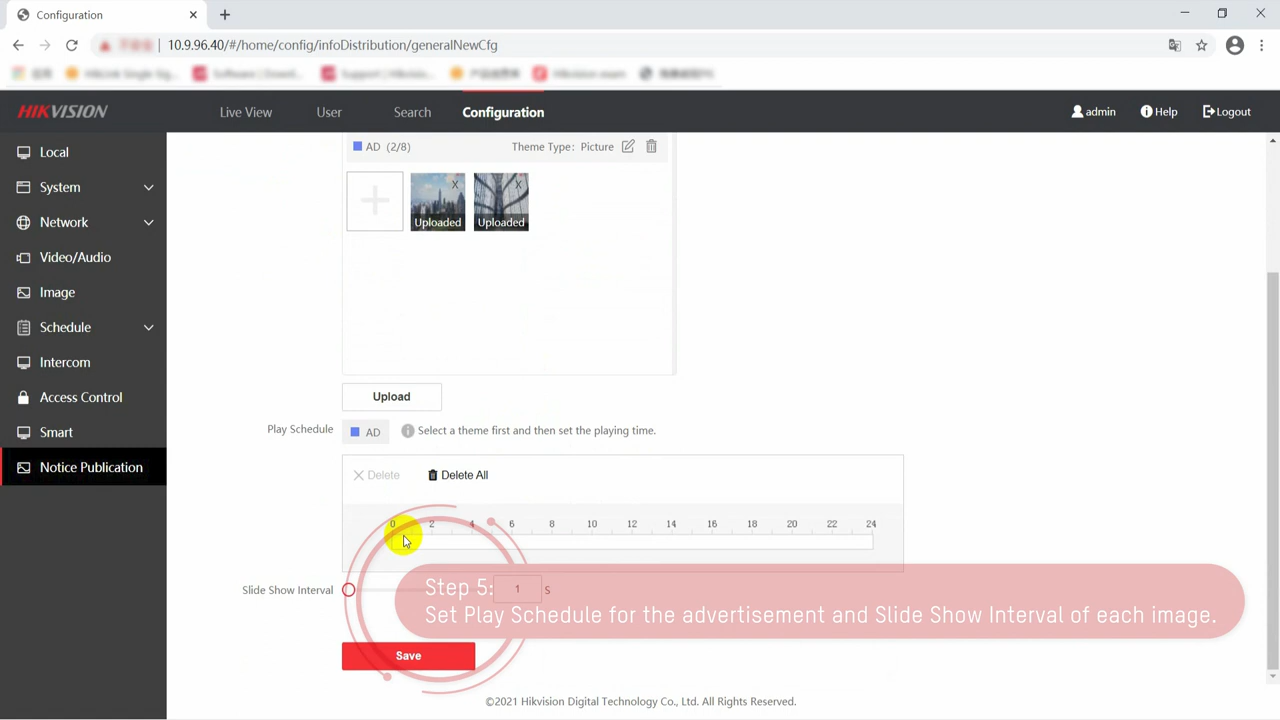 Configuration
10.9.96.40/#/home/config/infoDistribution/generalNewCfg
HIKVISION
Live View
User
Search
Configuration
admin
Help
Logout
Local
System
Network
Video/Audio
Image
Schedule
Intercom
Access Control
Smart
Notice Publication
AD (2/8)
Theme Type: Picture
X
Uploaded
X
Uploaded
Upload
Play Schedule
AD
Select a theme first and then set the playing time.
Delete
Delete All
0 2 4 6 8 10 12 14 16 18 20 22 24
Slide Show Interval
1 S
Step 5:
Set Play Schedule for the advertisement and Slide Show Interval of each image.
Save
©2021 Hikvision Digital Technology Co., Ltd. All Rights Reserved.